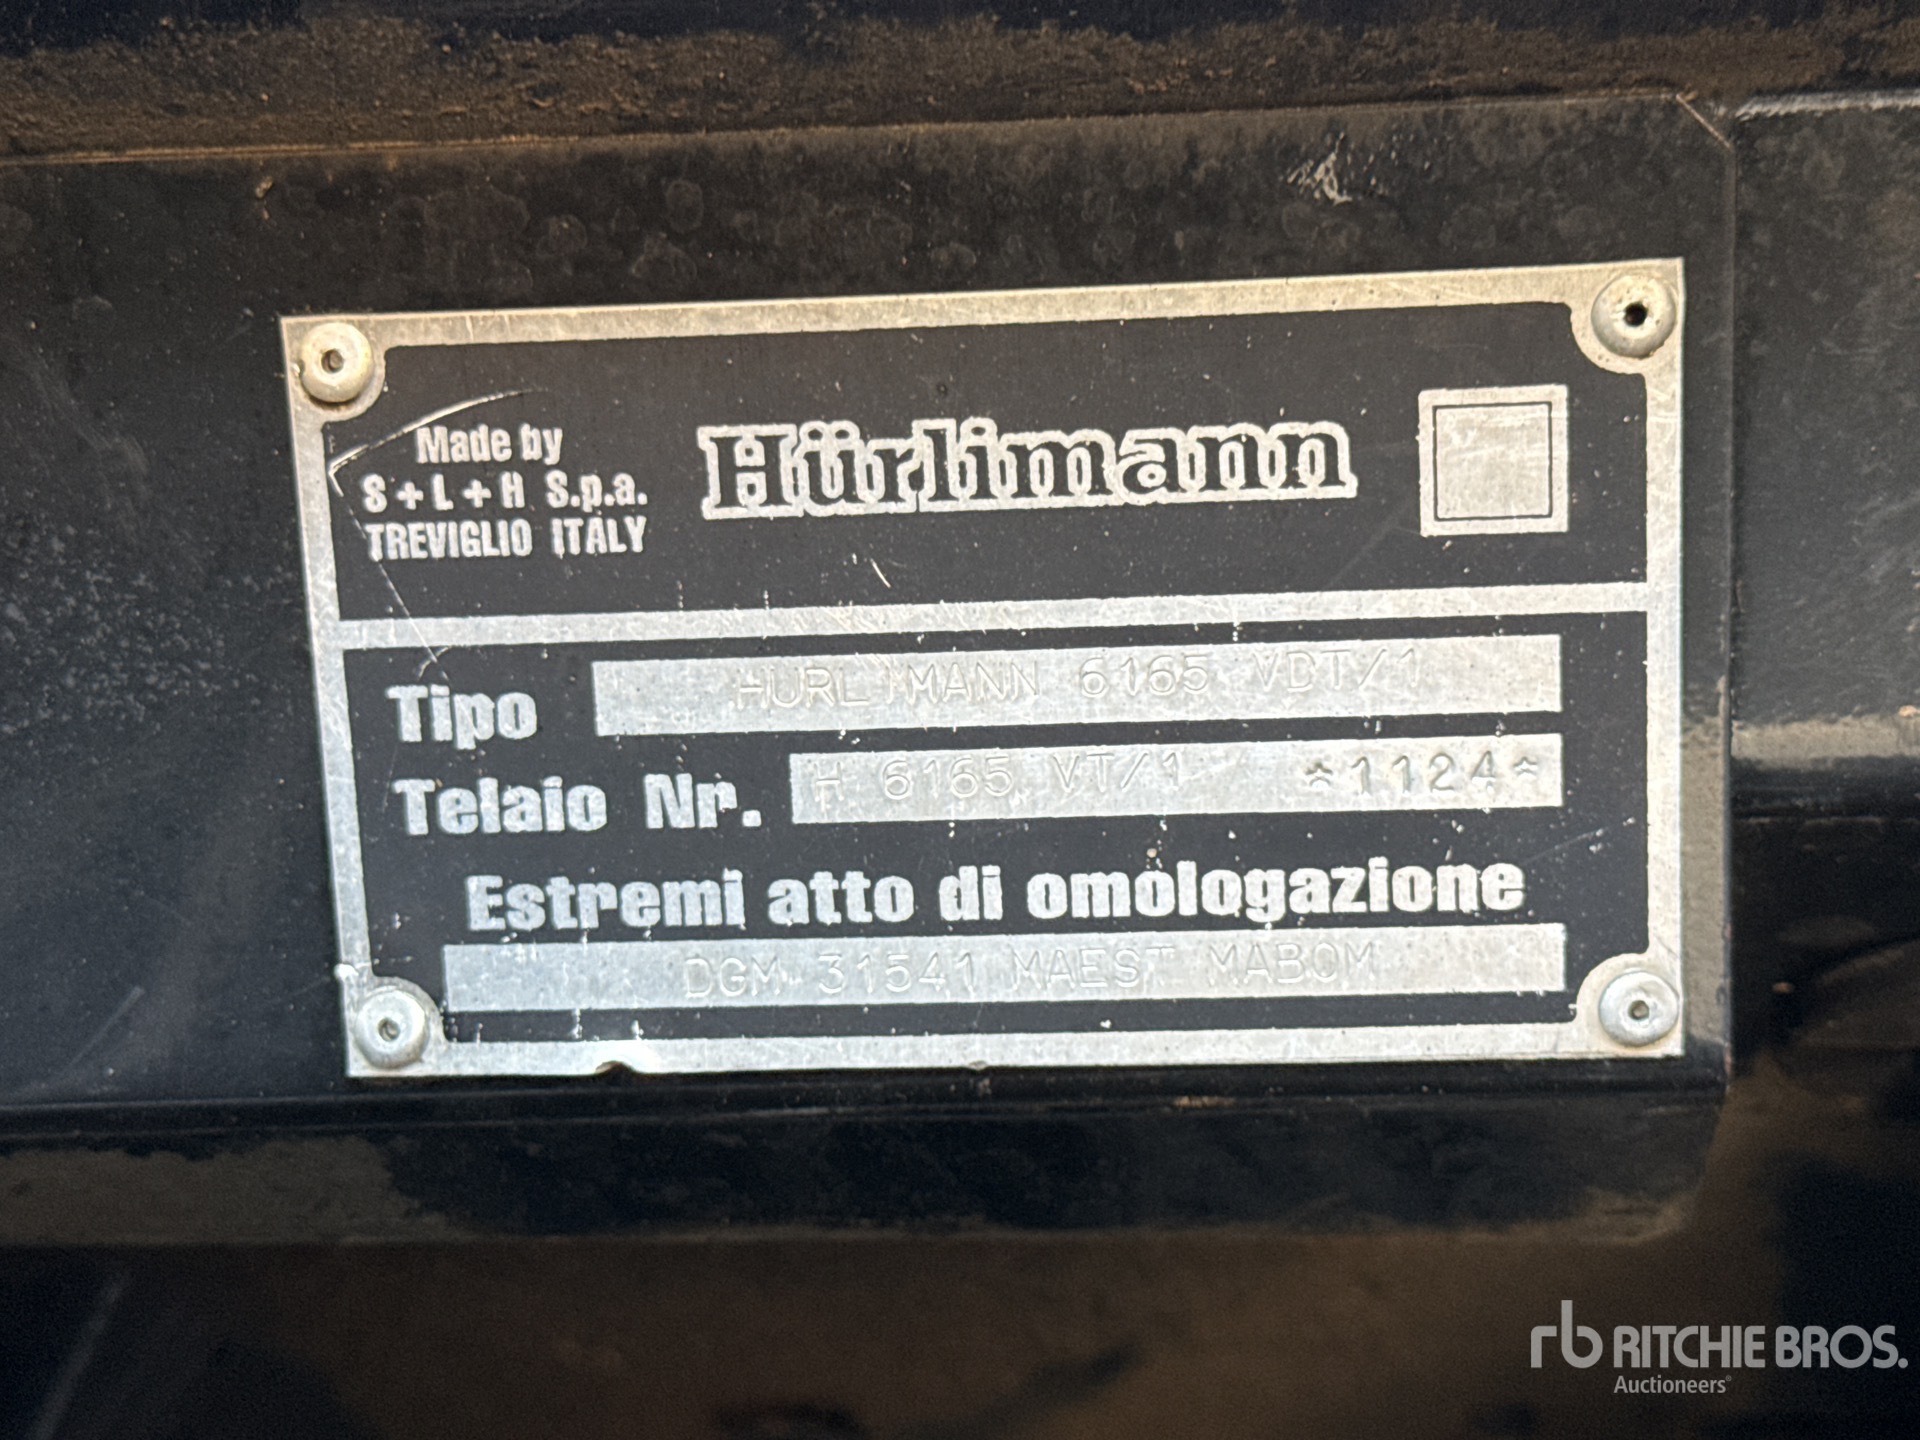 Made by
S+L+H S.p.a.
TREVIGLIO ITALY
Hürlimann
Tipo HURLIMANN 6165 VDT/1
Telaio Nr. H 6165 VT/1 *1124*
Estremi atto di omologazione
DGM 31541 MAEST MABOM
rb RITCHIE BROS.
Auctioneers